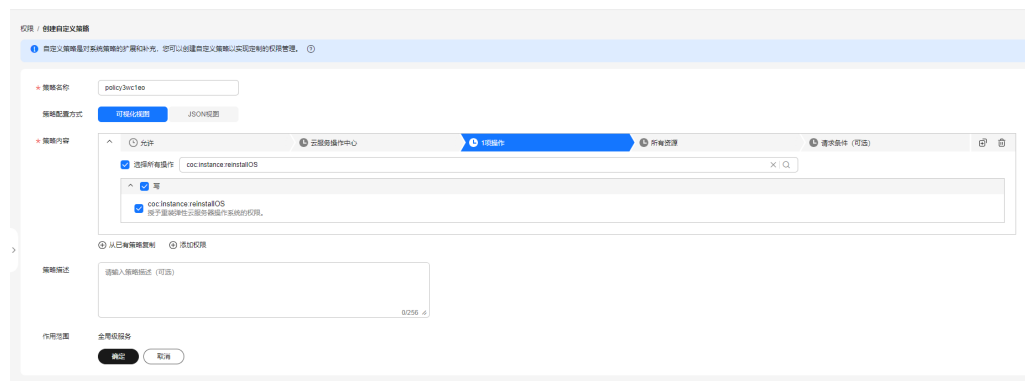 权限 / 创建自定义策略
自定义策略是对系统策略的扩展和补充，您可以创建自定义策略以实现定制的权限管理。
* 策略名称 policy3wc1eo
策略配置方式 可视化视图 JSON视图
* 策略内容 允许 云服务操作中心 1项操作 所有资源 请求条件（可选）
选择所有操作 coc:instance:reinstallOS
写
coc:instance:reinstallOS
授予重装弹性云服务器操作系统的权限。
从已有策略复制 添加权限
策略描述 请输入策略描述（可选）
0/256
作用范围 全局级服务
确定 取消